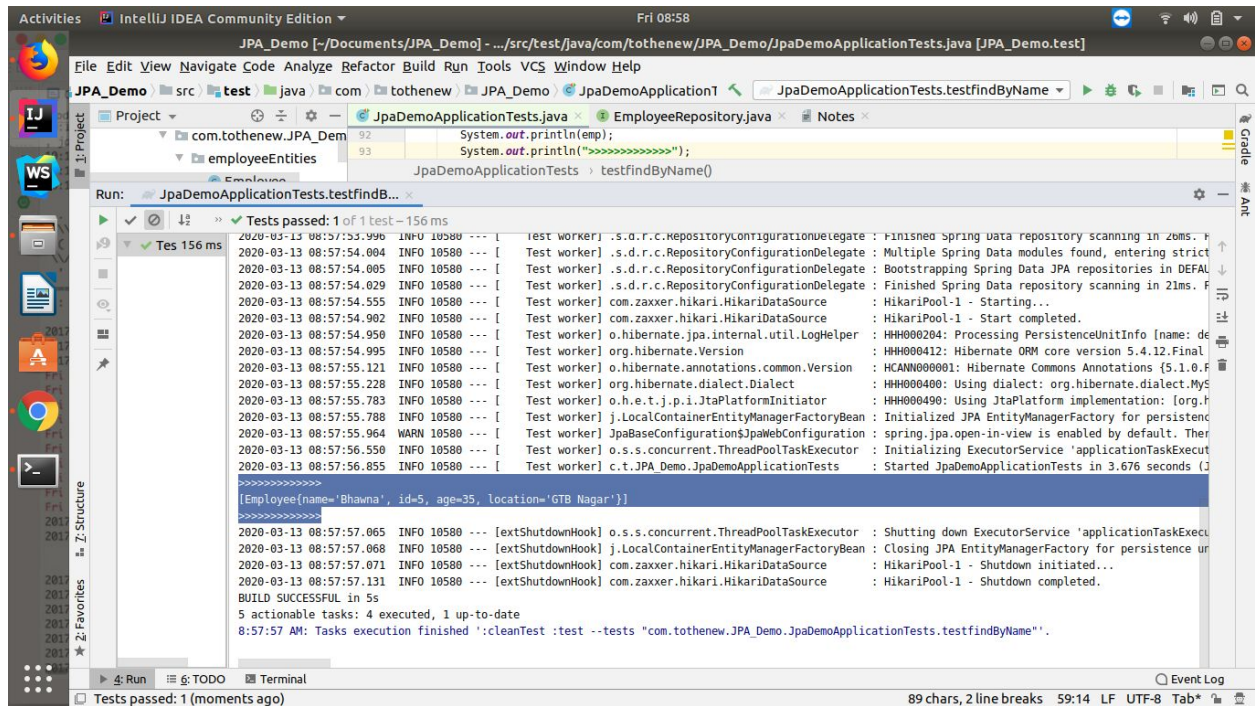 Activities IntelliJ IDEA Community Edition ▾ Fri 08:58
JPA_Demo [~/Documents/JPA_Demo] - .../src/test/java/com/tothenew/JPA_Demo/JpaDemoApplicationTests.java [JPA_Demo.test]
File Edit View Navigate Code Analyze Refactor Build Run Tools VCS Window Help
JPA_Demo src test java com tothenew JPA_Demo JpaDemoApplicationT JpaDemoApplicationTests.testfindByName
1: Project
Project
JpaDemoApplicationTests.java EmployeeRepository.java Notes
com.tothenew.JPA_Dem
92 System.out.println(emp);
employeeEntities
93 System.out.println(">>>>>>>>>>>>>");
Employee
JpaDemoApplicationTests › testfindByName()
Gradle
Ant
Run: JpaDemoApplicationTests.testfindB...
» Tests passed: 1 of 1 test – 156 ms
Tes 156 ms
2020-03-13 08:57:53.996 INFO 10580 --- [ Test worker] .s.d.r.c.RepositoryConfigurationDelegate : Finished Spring Data repository scanning in 26ms. F
2020-03-13 08:57:54.004 INFO 10580 --- [ Test worker] .s.d.r.c.RepositoryConfigurationDelegate : Multiple Spring Data modules found, entering strict
2020-03-13 08:57:54.005 INFO 10580 --- [ Test worker] .s.d.r.c.RepositoryConfigurationDelegate : Bootstrapping Spring Data JPA repositories in DEFAU
2020-03-13 08:57:54.029 INFO 10580 --- [ Test worker] .s.d.r.c.RepositoryConfigurationDelegate : Finished Spring Data repository scanning in 21ms. F
2020-03-13 08:57:54.555 INFO 10580 --- [ Test worker] com.zaxxer.hikari.HikariDataSource : HikariPool-1 - Starting...
2020-03-13 08:57:54.902 INFO 10580 --- [ Test worker] com.zaxxer.hikari.HikariDataSource : HikariPool-1 - Start completed.
2020-03-13 08:57:54.950 INFO 10580 --- [ Test worker] o.hibernate.jpa.internal.util.LogHelper : HHH000204: Processing PersistenceUnitInfo [name: de
2020-03-13 08:57:54.995 INFO 10580 --- [ Test worker] org.hibernate.Version : HHH000412: Hibernate ORM core version 5.4.12.Final
2020-03-13 08:57:55.121 INFO 10580 --- [ Test worker] o.hibernate.annotations.common.Version : HCANN000001: Hibernate Commons Annotations {5.1.0.F
2020-03-13 08:57:55.228 INFO 10580 --- [ Test worker] org.hibernate.dialect.Dialect : HHH000400: Using dialect: org.hibernate.dialect.MyS
2020-03-13 08:57:55.783 INFO 10580 --- [ Test worker] o.h.e.t.j.p.i.JtaPlatformInitiator : HHH000490: Using JtaPlatform implementation: [org.h
2020-03-13 08:57:55.788 INFO 10580 --- [ Test worker] j.LocalContainerEntityManagerFactoryBean : Initialized JPA EntityManagerFactory for persistenc
2020-03-13 08:57:55.964 WARN 10580 --- [ Test worker] JpaBaseConfiguration$JpaWebConfiguration : spring.jpa.open-in-view is enabled by default. Ther
2020-03-13 08:57:56.550 INFO 10580 --- [ Test worker] o.s.s.concurrent.ThreadPoolTaskExecutor : Initializing ExecutorService 'applicationTaskExecut
2020-03-13 08:57:56.855 INFO 10580 --- [ Test worker] c.t.JPA_Demo.JpaDemoApplicationTests : Started JpaDemoApplicationTests in 3.676 seconds (J
>>>>>>>>>>>>>
[Employee{name='Bhawna', id=5, age=35, location='GTB Nagar'}]
>>>>>>>>>>>>>
2020-03-13 08:57:57.065 INFO 10580 --- [extShutdownHook] o.s.s.concurrent.ThreadPoolTaskExecutor : Shutting down ExecutorService 'applicationTaskExecu
2020-03-13 08:57:57.068 INFO 10580 --- [extShutdownHook] j.LocalContainerEntityManagerFactoryBean : Closing JPA EntityManagerFactory for persistence un
2020-03-13 08:57:57.071 INFO 10580 --- [extShutdownHook] com.zaxxer.hikari.HikariDataSource : HikariPool-1 - Shutdown initiated...
2020-03-13 08:57:57.131 INFO 10580 --- [extShutdownHook] com.zaxxer.hikari.HikariDataSource : HikariPool-1 - Shutdown completed.
BUILD SUCCESSFUL in 5s
5 actionable tasks: 4 executed, 1 up-to-date
8:57:57 AM: Tasks execution finished ':cleanTest :test --tests "com.tothenew.JPA_Demo.JpaDemoApplicationTests.testfindByName"'.
Z: Structure
2: Favorites
4: Run 6: TODO Terminal Event Log
Tests passed: 1 (moments ago) 89 chars, 2 line breaks 59:14 LF UTF-8 Tab*